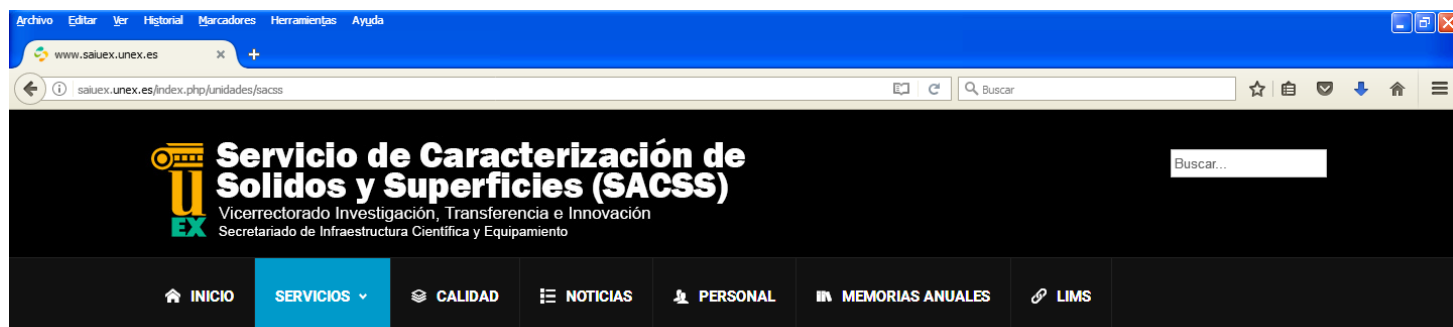 Archivo Editar Ver Historial Marcadores Herramientas Ayuda
www.saiuex.unex.es
saiuex.unex.es/index.php/unidades/sacss
Buscar
Servicio de Caracterización de
Solidos y Superficies (SACSS)
Vicerrectorado Investigación, Transferencia e Innovación
Secretariado de Infraestructura Científica y Equipamiento
UEX
Buscar...
INICIO SERVICIOS CALIDAD NOTICIAS PERSONAL MEMORIAS ANUALES LIMS